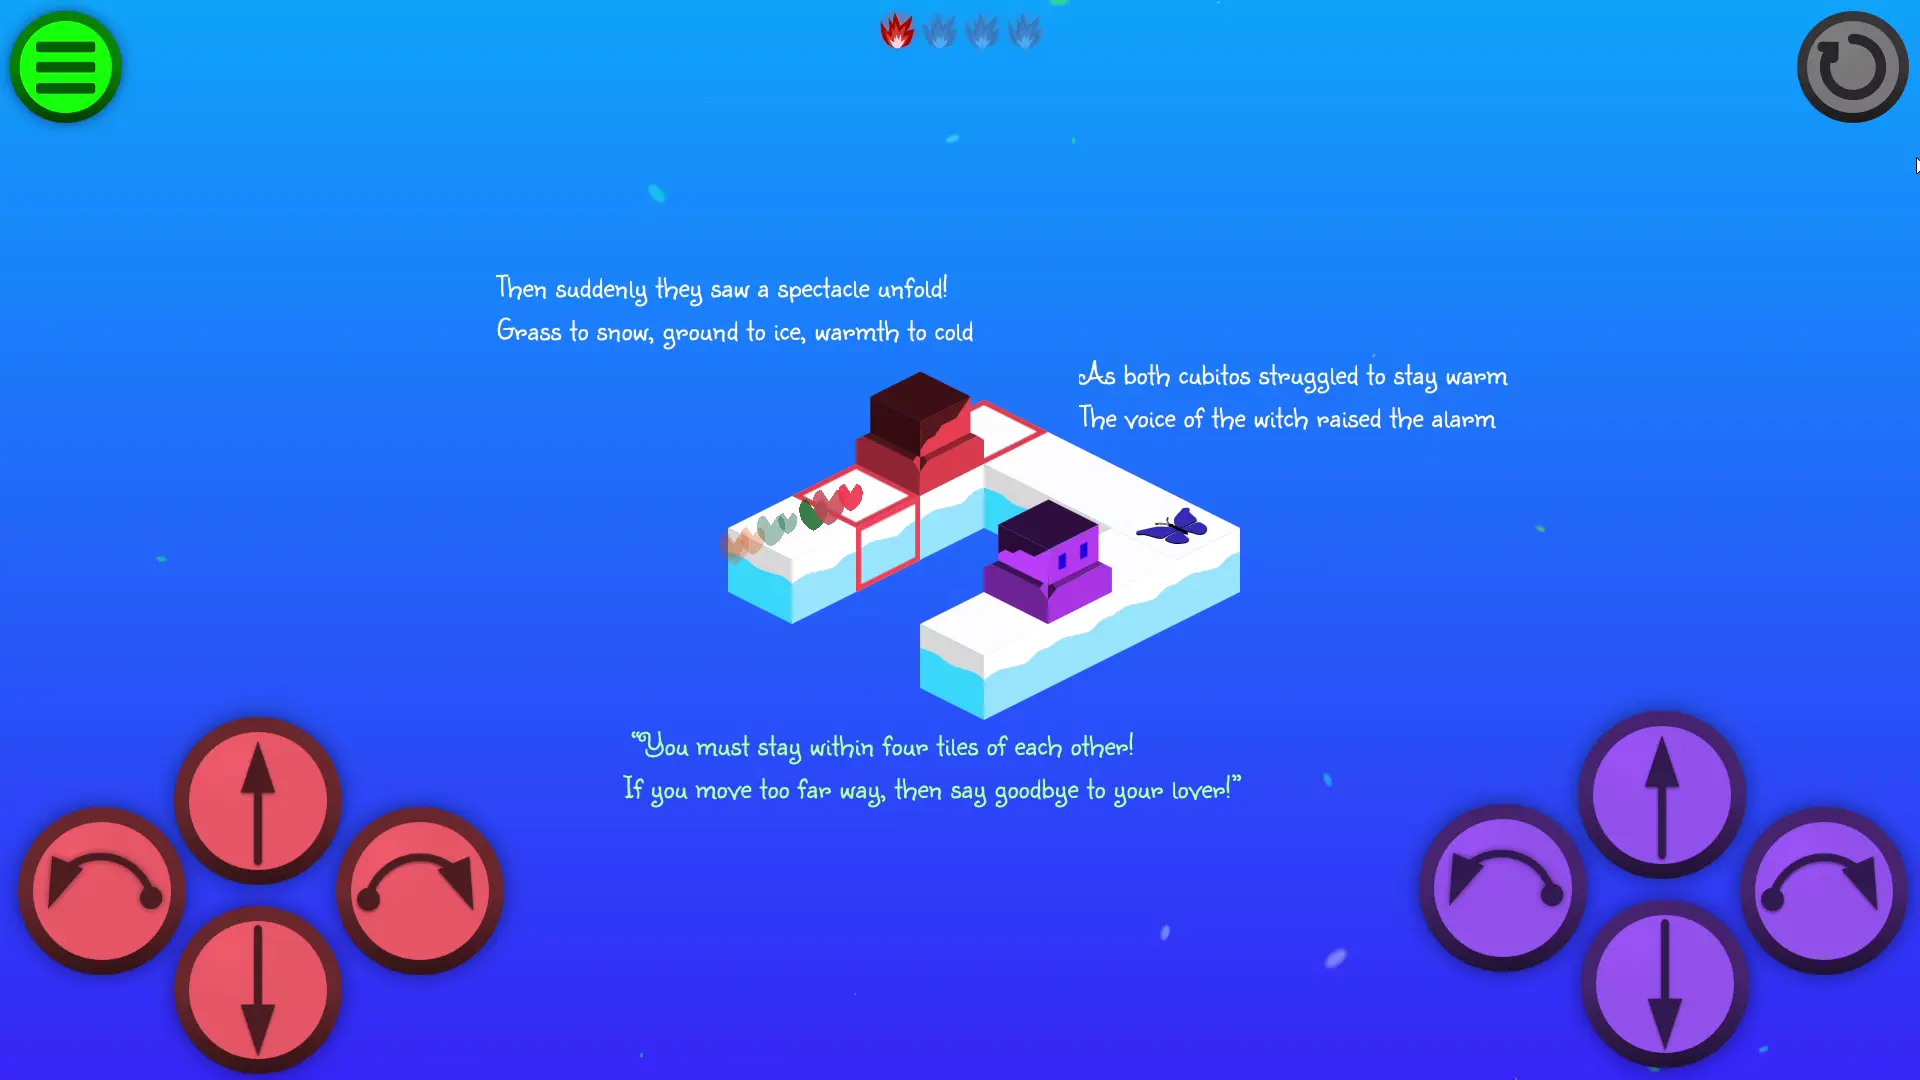 Then suddenly they saw a spectacle unfold!
Grass to snow, ground to ice, warmth to cold
As both cubitos struggled to stay warm
The voice of the witch raised the alarm
“You must stay within four tiles of each other!
If you move too far way, then say goodbye to your lover!”